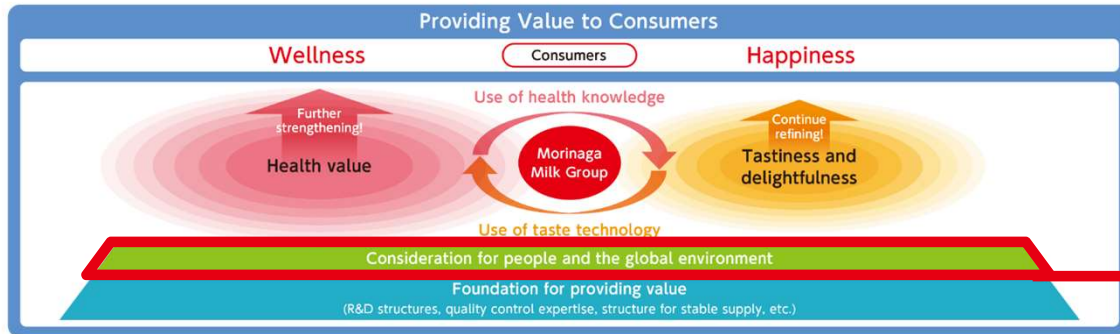 Providing Value to Consumers
Wellness
Consumers
Happiness
Use of health knowledge
Further
strengthening!
Health value
Morinaga
Milk Group
Continue
refining!
Tastiness and
delightfulness
Use of taste technology
Consideration for people and the global environment
Foundation for providing value
(R&D structures, quality control expertise, structure for stable supply, etc.)